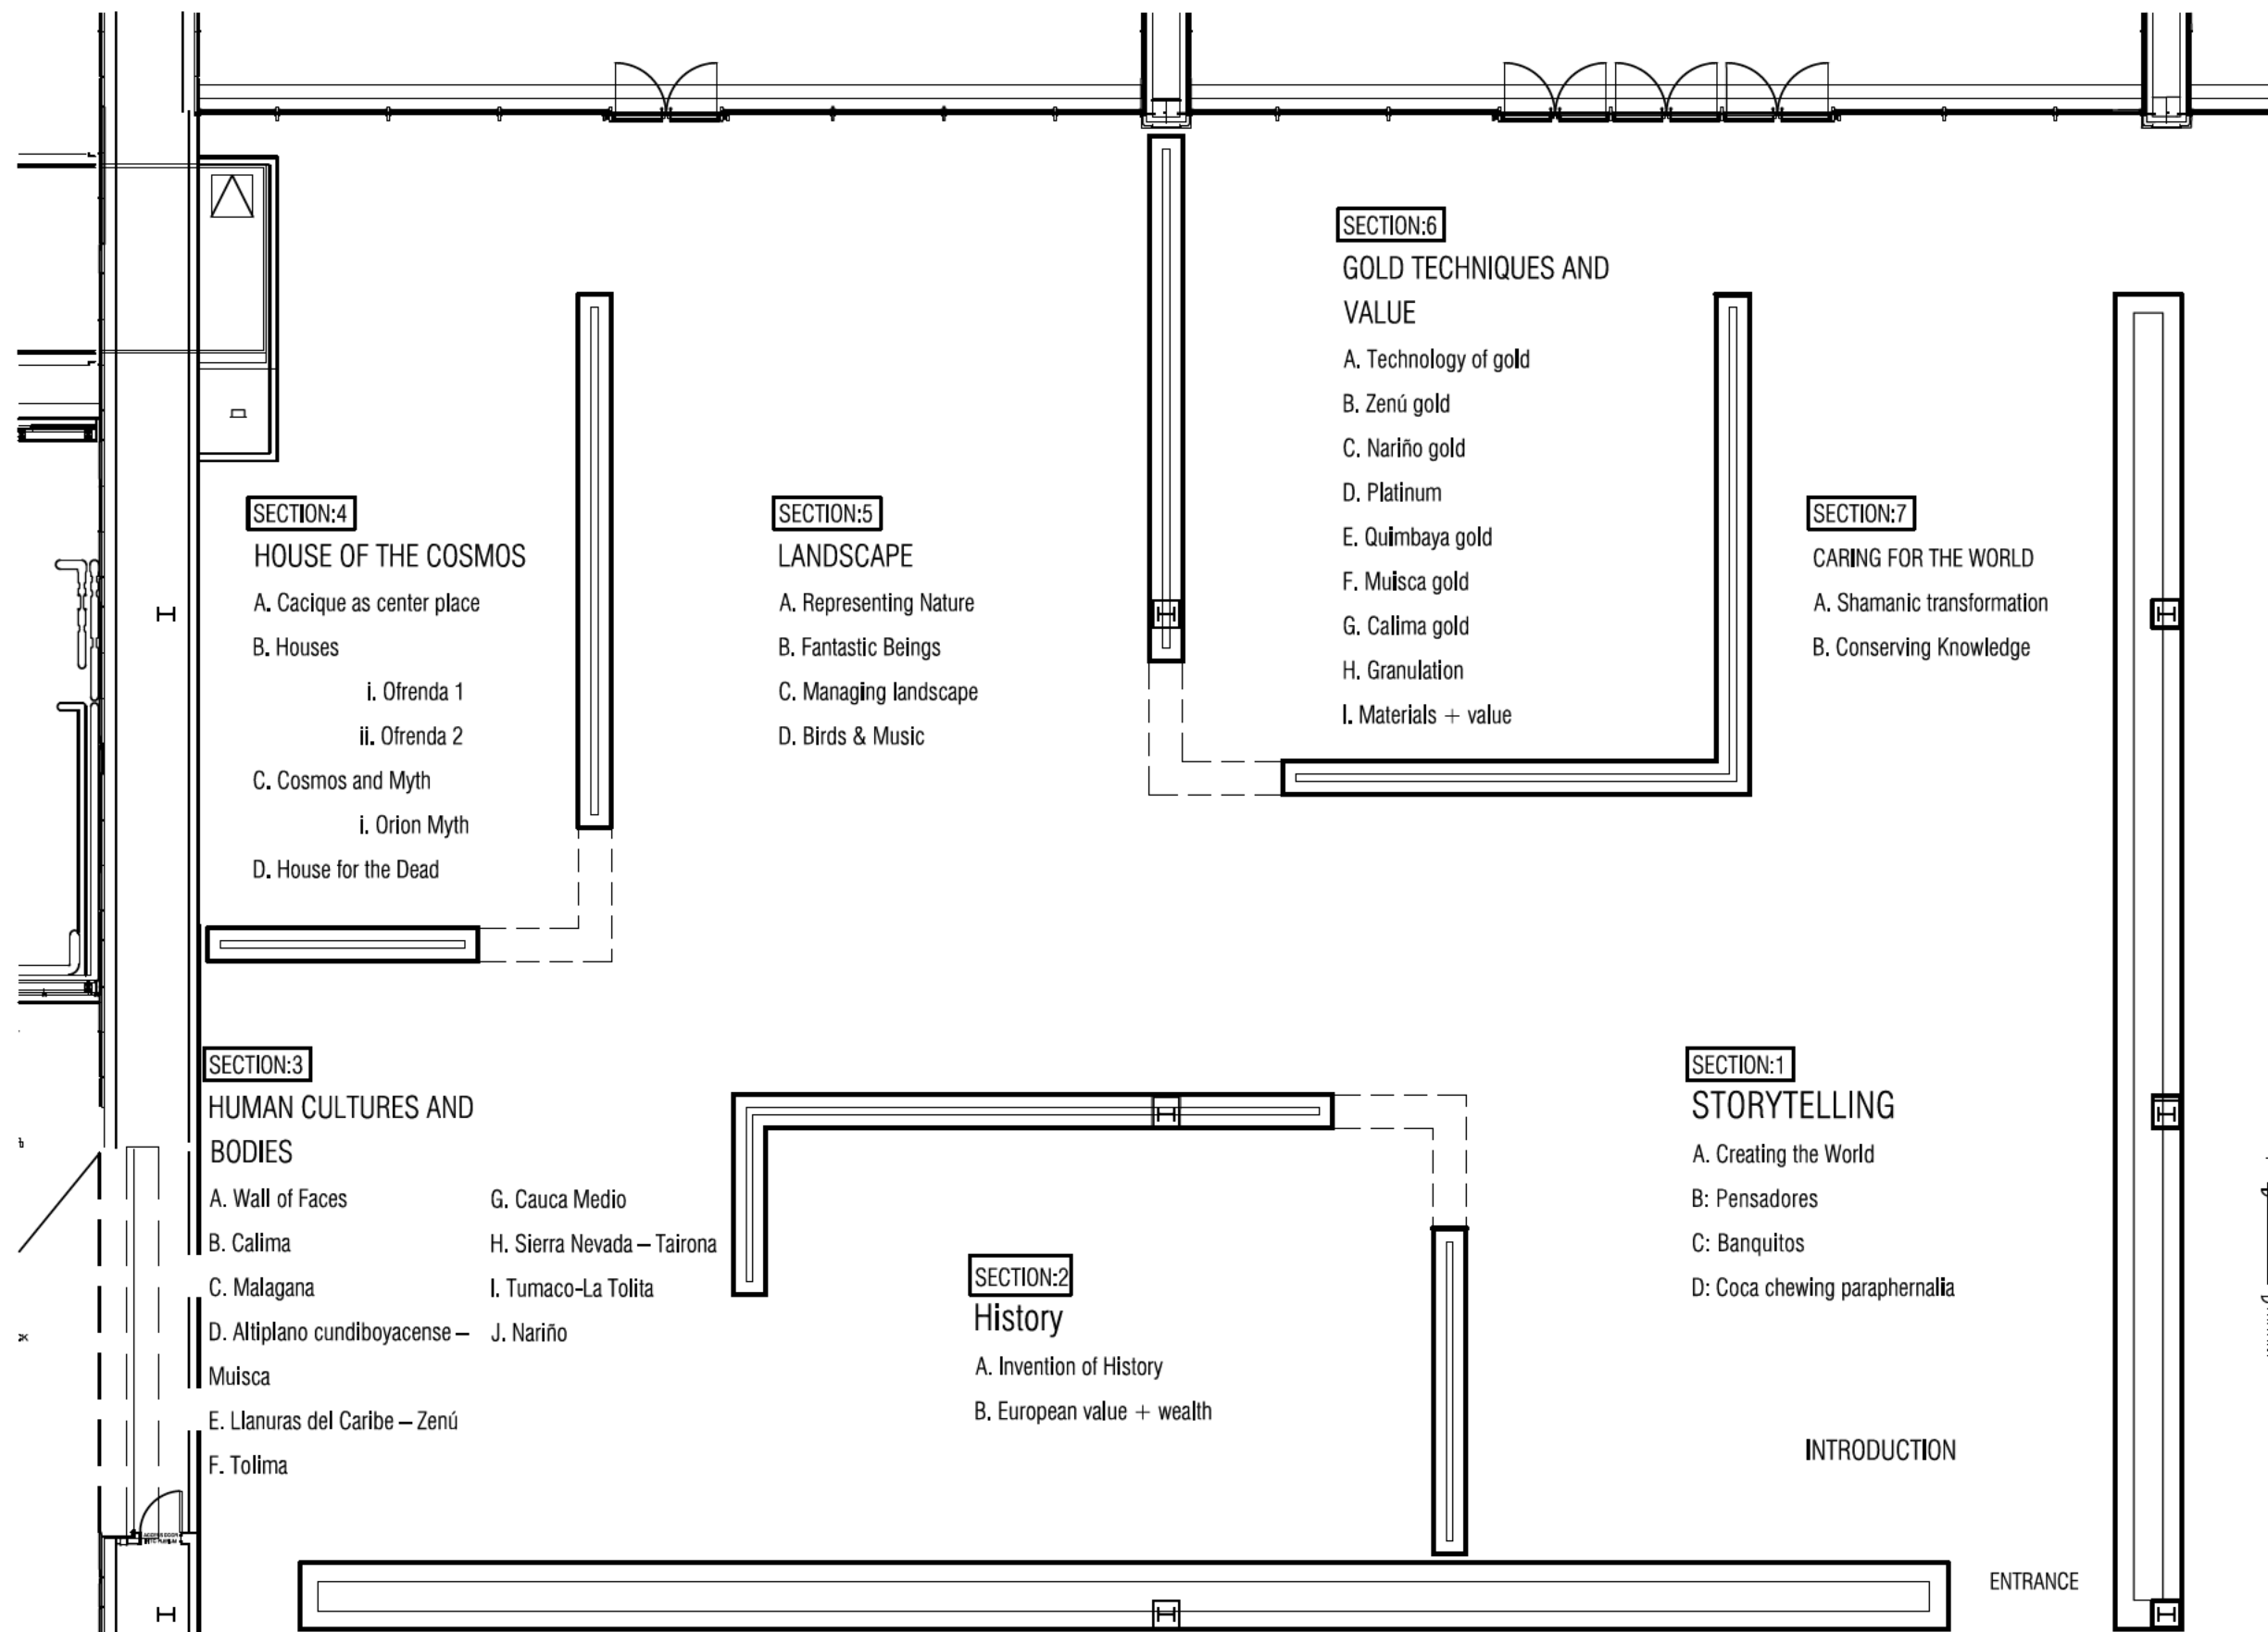 SECTION:6
GOLD TECHNIQUES AND
VALUE
A. Technology of gold
B. Zenú gold
C. Nariño gold
D. Platinum
E. Quimbaya gold
F. Muisca gold
G. Calima gold
H. Granulation
I. Materials + value
SECTION:4
HOUSE OF THE COSMOS
A. Cacique as center place
B. Houses
i. Ofrenda 1
ii. Ofrenda 2
C. Cosmos and Myth
i. Orion Myth
D. House for the Dead
SECTION:5
LANDSCAPE
A. Representing Nature
B. Fantastic Beings
C. Managing landscape
D. Birds & Music
SECTION:7
CARING FOR THE WORLD
A. Shamanic transformation
B. Conserving Knowledge
SECTION:3
HUMAN CULTURES AND
BODIES
A. Wall of Faces
B. Calima
C. Malagana
D. Altiplano cundiboyacense –
Muisca
E. Llanuras del Caribe – Zenú
F. Tolima
G. Cauca Medio
H. Sierra Nevada – Tairona
I. Tumaco-La Tolita
J. Nariño
SECTION:2
History
A. Invention of History
B. European value + wealth
SECTION:1
STORYTELLING
A. Creating the World
B: Pensadores
C: Banquitos
D: Coca chewing paraphernalia
INTRODUCTION
ENTRANCE